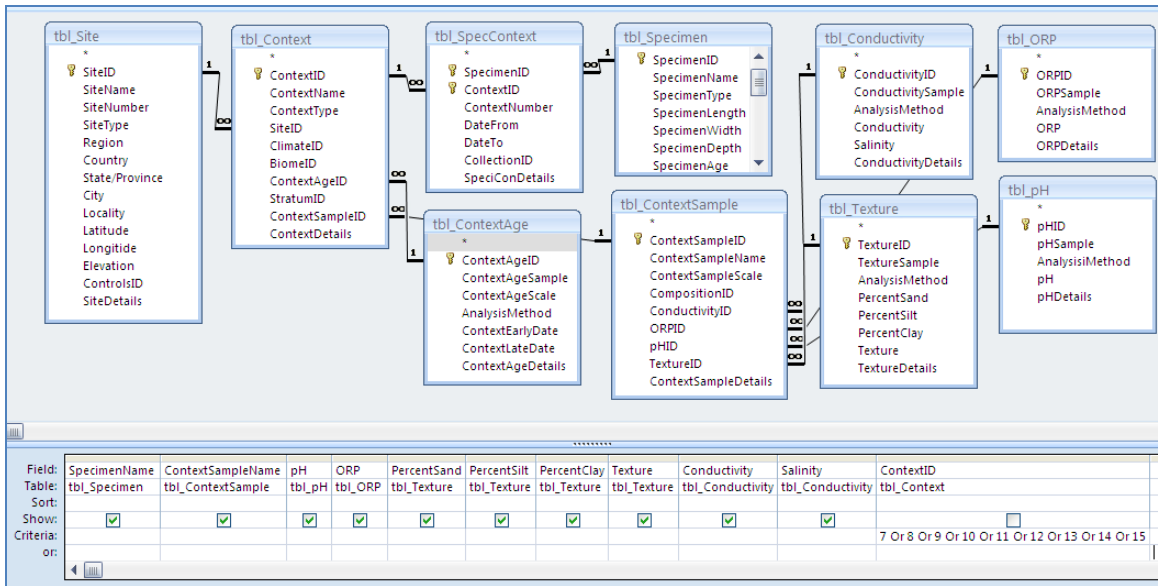 tbl_Site
*
SiteID
SiteName
SiteNumber
SiteType
Region
Country
State/Province
City
Locality
Latitude
Longitide
Elevation
ControlsID
SiteDetails
1
∞
tbl_Context
*
ContextID
ContextName
ContextType
SiteID
ClimateID
BiomeID
ContextAgeID
StratumID
ContextSampleID
ContextDetails
1
∞
∞
∞
1
tbl_SpecContext
*
SpecimenID
ContextID
ContextNumber
DateFrom
DateTo
CollectionID
SpeciConDetails
∞
1
tbl_ContextAge
*
ContextAgeID
ContextAgeSample
ContextAgeScale
AnalysisMethod
ContextEarlyDate
ContextLateDate
ContextAgeDetails
1
tbl_Specimen
SpecimenID
SpecimenName
SpecimenType
SpecimenLength
SpecimenWidth
SpecimenDepth
SpecimenAge
tbl_ContextSample
*
ContextSampleID
ContextSampleName
ContextSampleScale
CompositionID
ConductivityID
ORPID
pHID
TextureID
ContextSampleDetails
∞
∞
∞
∞
1
1
tbl_Conductivity
*
ConductivityID
ConductivitySample
AnalysisMethod
Conductivity
Salinity
ConductivityDetails
tbl_Texture
*
TextureID
TextureSample
AnalysisMethod
PercentSand
PercentSilt
PercentClay
Texture
TextureDetails
1
1
tbl_ORP
*
ORPID
ORPSample
AnalysisMethod
ORP
ORPDetails
tbl_pH
*
pHID
pHSample
AnalysisiMethod
pH
pHDetails
Field: SpecimenName ContextSampleName pH ORP PercentSand PercentSilt PercentClay Texture Conductivity Salinity ContextID
Table: tbl_Specimen tbl_ContextSample tbl_pH tbl_ORP tbl_Texture tbl_Texture tbl_Texture tbl_Texture tbl_Conductivity tbl_Conductivity tbl_Context
Sort:
Show:
Criteria: 7 Or 8 Or 9 Or 10 Or 11 Or 12 Or 13 Or 14 Or 15
or: